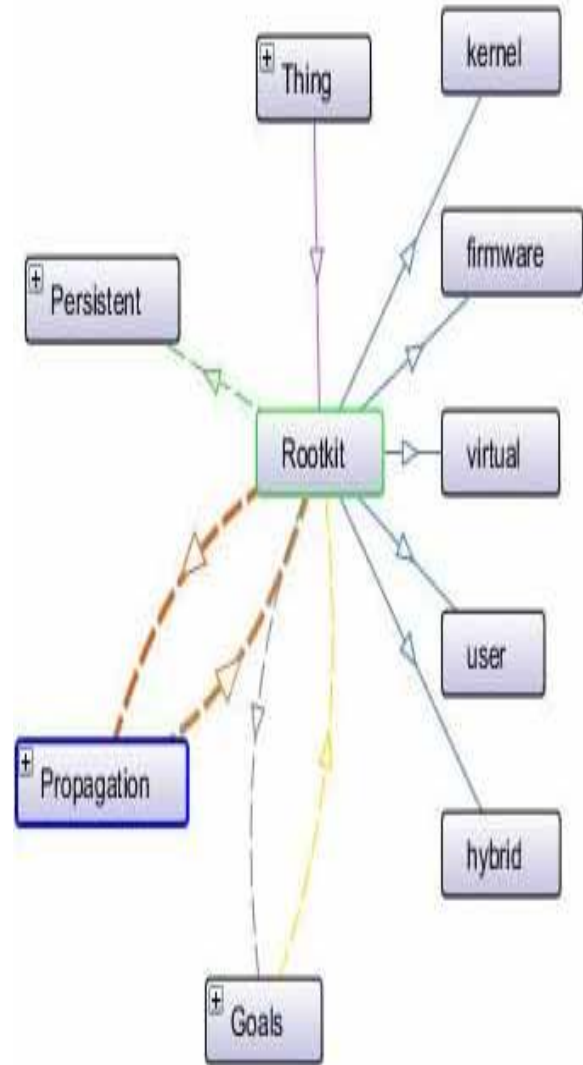 kernel
Thing
firmware
Persistent
Rootkit
virtual
user
Propagation
hybrid
Goals